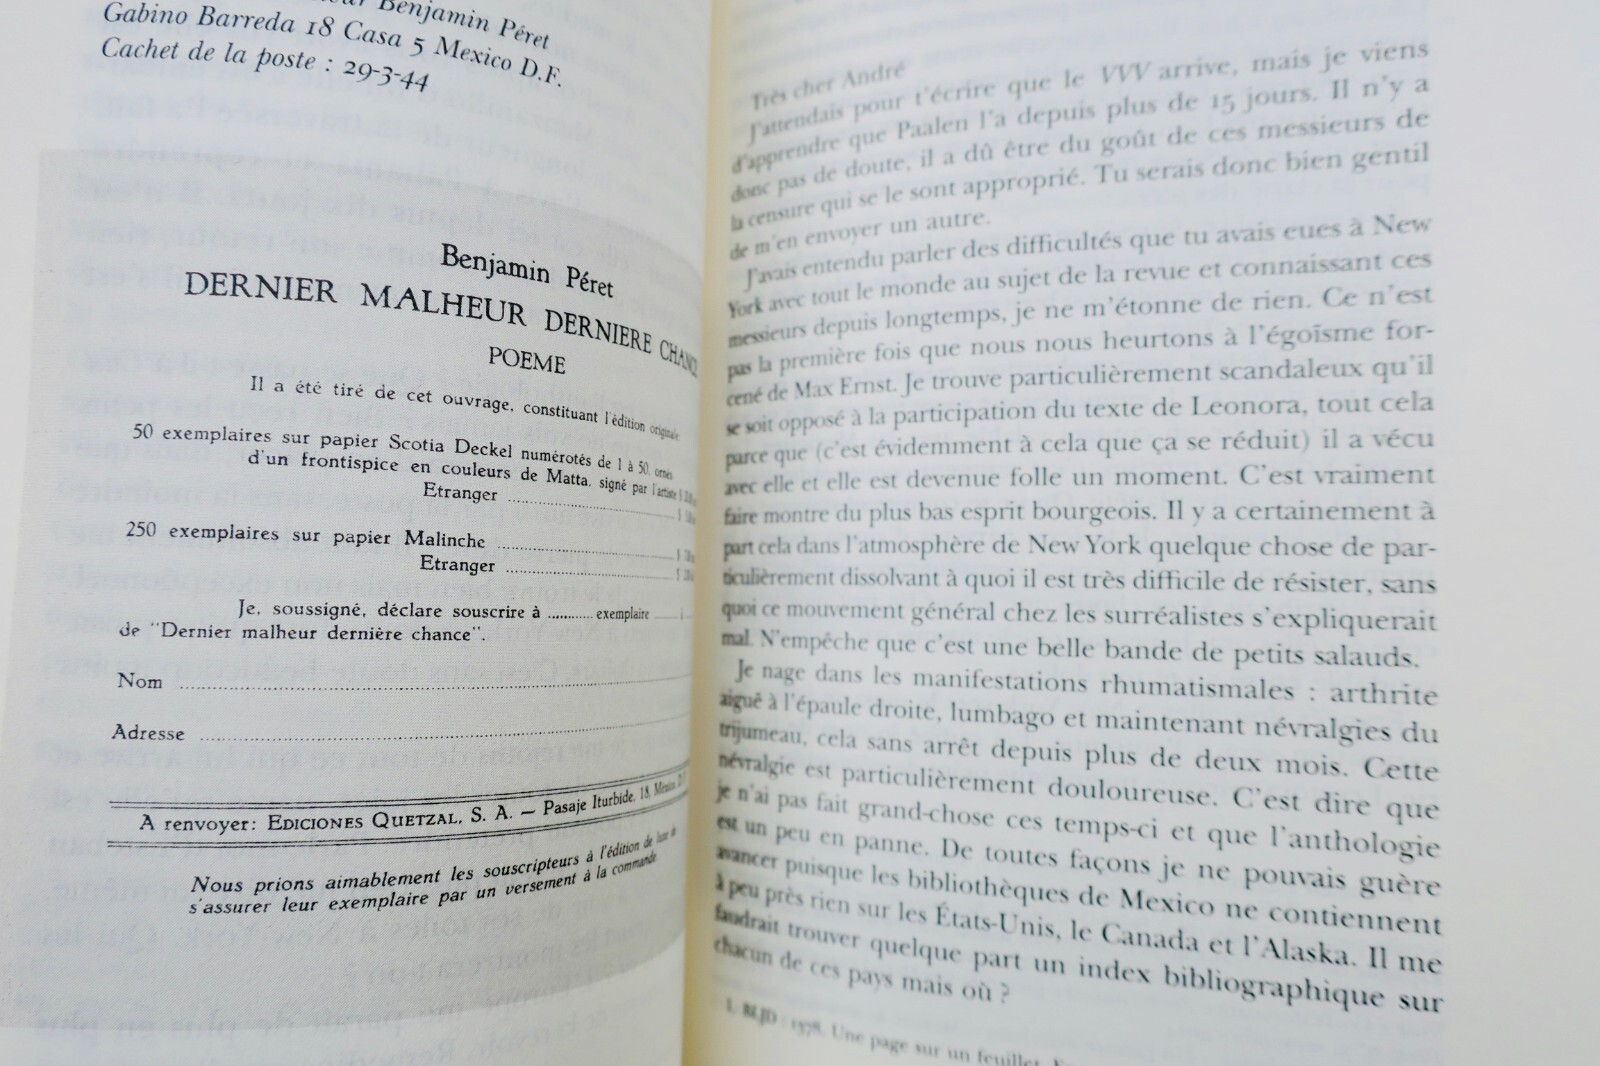 Benjamin Péret
Gabino Barreda 18 Casa 5 Mexico D.F.
Cachet de la poste : 29-3-44
Benjamin Péret
DERNIER MALHEUR DERNIERE CHANCE
POEME
Il a été tiré de cet ouvrage, constituant l'édition originale:
50 exemplaires sur papier Scotia Deckel numérotés de 1 à 50, ornés
d'un frontispice en couleurs de Matta, signé par l'artiste $
Etranger $
250 exemplaires sur papier Malinche $
Etranger $
Je, soussigné, déclare souscrire à ........... exemplaire
de "Dernier malheur dernière chance".
Nom
Adresse
A renvoyer: EDICIONES QUETZAL, S. A. — Pasaje Iturbide, 18, Mexico, D.F.
Nous prions aimablement les souscripteurs à l'édition de luxe de
s'assurer leur exemplaire par un versement à la commande
Très cher André
J'attendais pour t'écrire que le VVV arrive, mais je viens
d'apprendre que Paalen l'a depuis plus de 15 jours. Il n'y a
donc pas de doute, il a dû être du goût de ces messieurs de
la censure qui se le sont approprié. Tu serais donc bien gentil
de m'en envoyer un autre.
J'avais entendu parler des difficultés que tu avais eues à New
York avec tout le monde au sujet de la revue et connaissant ces
messieurs depuis longtemps, je ne m'étonne de rien. Ce n'est
pas la première fois que nous nous heurtons à l'égoïsme for-
cené de Max Ernst. Je trouve particulièrement scandaleux qu'il
se soit opposé à la participation du texte de Leonora, tout cela
parce que (c'est évidemment à cela que ça se réduit) il a vécu
avec elle et elle est devenue folle un moment. C'est vraiment
faire montre du plus bas esprit bourgeois. Il y a certainement à
part cela dans l'atmosphère de New York quelque chose de par-
ticulièrement dissolvant à quoi il est très difficile de résister, sans
quoi ce mouvement général chez les surréalistes s'expliquerait
mal. N'empêche que c'est une belle bande de petits salauds.
Je nage dans les manifestations rhumatismales : arthrite
aiguê à l'épaule droite, lumbago et maintenant névralgies du
trijumeau, cela sans arrêt depuis plus de deux mois. Cette
névralgie est particulièrement douloureuse. C'est dire que
je n'ai pas fait grand-chose ces temps-ci et que l'anthologie
est un peu en panne. De toutes façons je ne pouvais guère
avancer puisque les bibliothèques de Mexico ne contiennent
à peu près rien sur les États-Unis, le Canada et l'Alaska. Il me
faudrait trouver quelque part un index bibliographique sur
chacun de ces pays mais où ?
1. BLJD : 1378. Une page sur un feuillet.